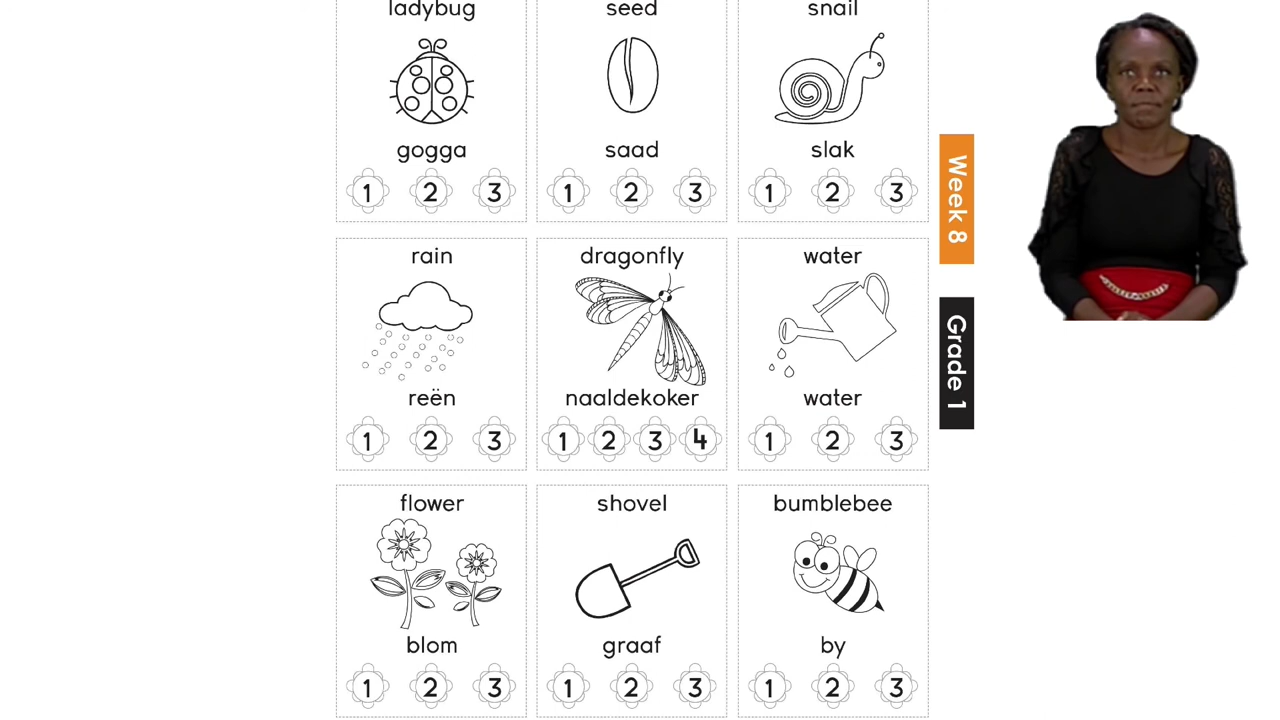 ladybug
gogga
1 2 3
seed
saad
1 2 3
snail
slak
1 2 3
rain
reën
1 2 3
dragonfly
naaldekoker
1 2 3 4
water
water
1 2 3
flower
blom
1 2 3
shovel
graaf
1 2 3
bumblebee
by
1 2 3
Week 8
Grade 1